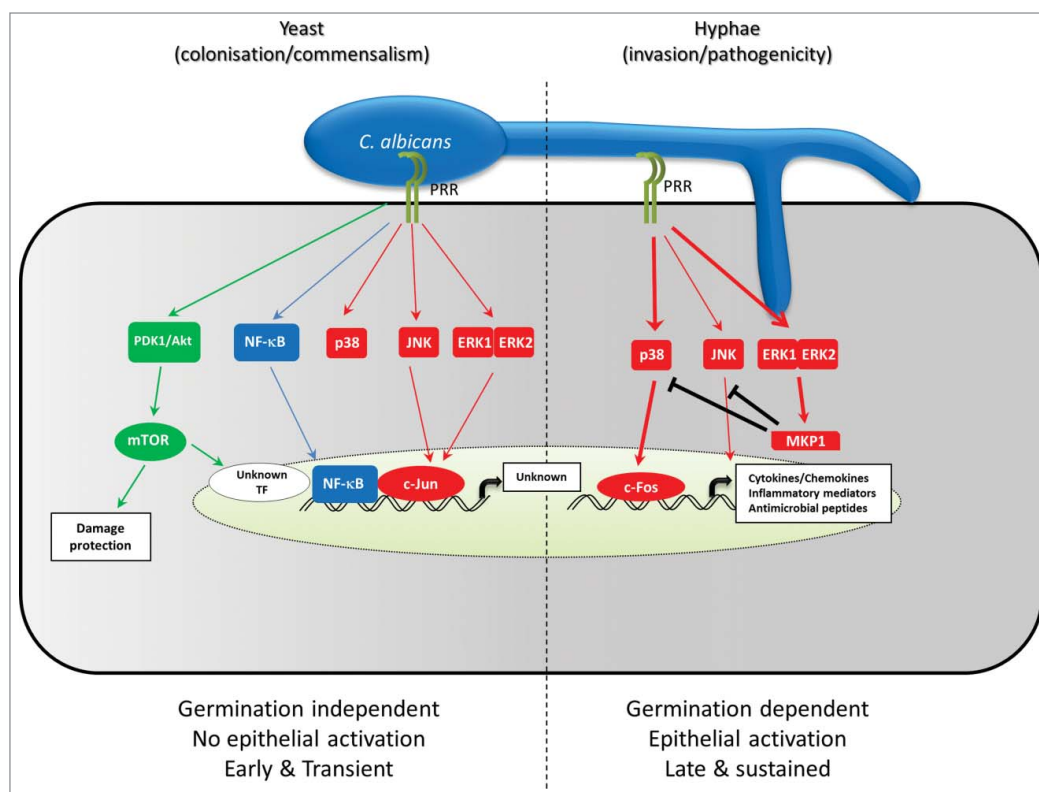 Yeast
(colonisation/commensalism)
Hyphae
(invasion/pathogenicity)
C. albicans
PRR
PRR
PDK1/Akt
NF-κB
p38
JNK
ERK1
ERK2
p38
JNK
ERK1
ERK2
mTOR
MKP1
Unknown
TF
NF-κB
c-Jun
Unknown
c-Fos
Cytokines/Chemokines
Inflammatory mediators
Antimicrobial peptides
Damage
protection
Germination independent
No epithelial activation
Early & Transient
Germination dependent
Epithelial activation
Late & sustained